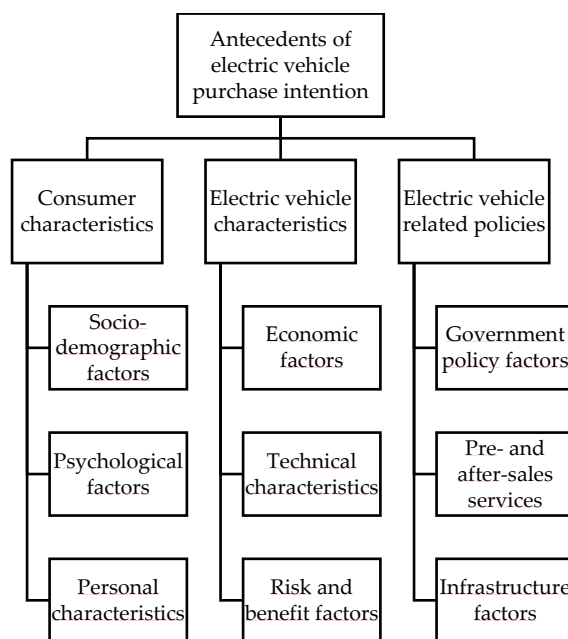 Antecedents of
electric vehicle
purchase intention
Consumer
characteristics
Electric vehicle
characteristics
Electric vehicle
related policies
Socio-
demographic
factors
Economic
factors
Government
policy factors
Psychological
factors
Technical
characteristics
Pre- and
after-sales
services
Personal
characteristics
Risk and
benefit factors
Infrastructure
factors